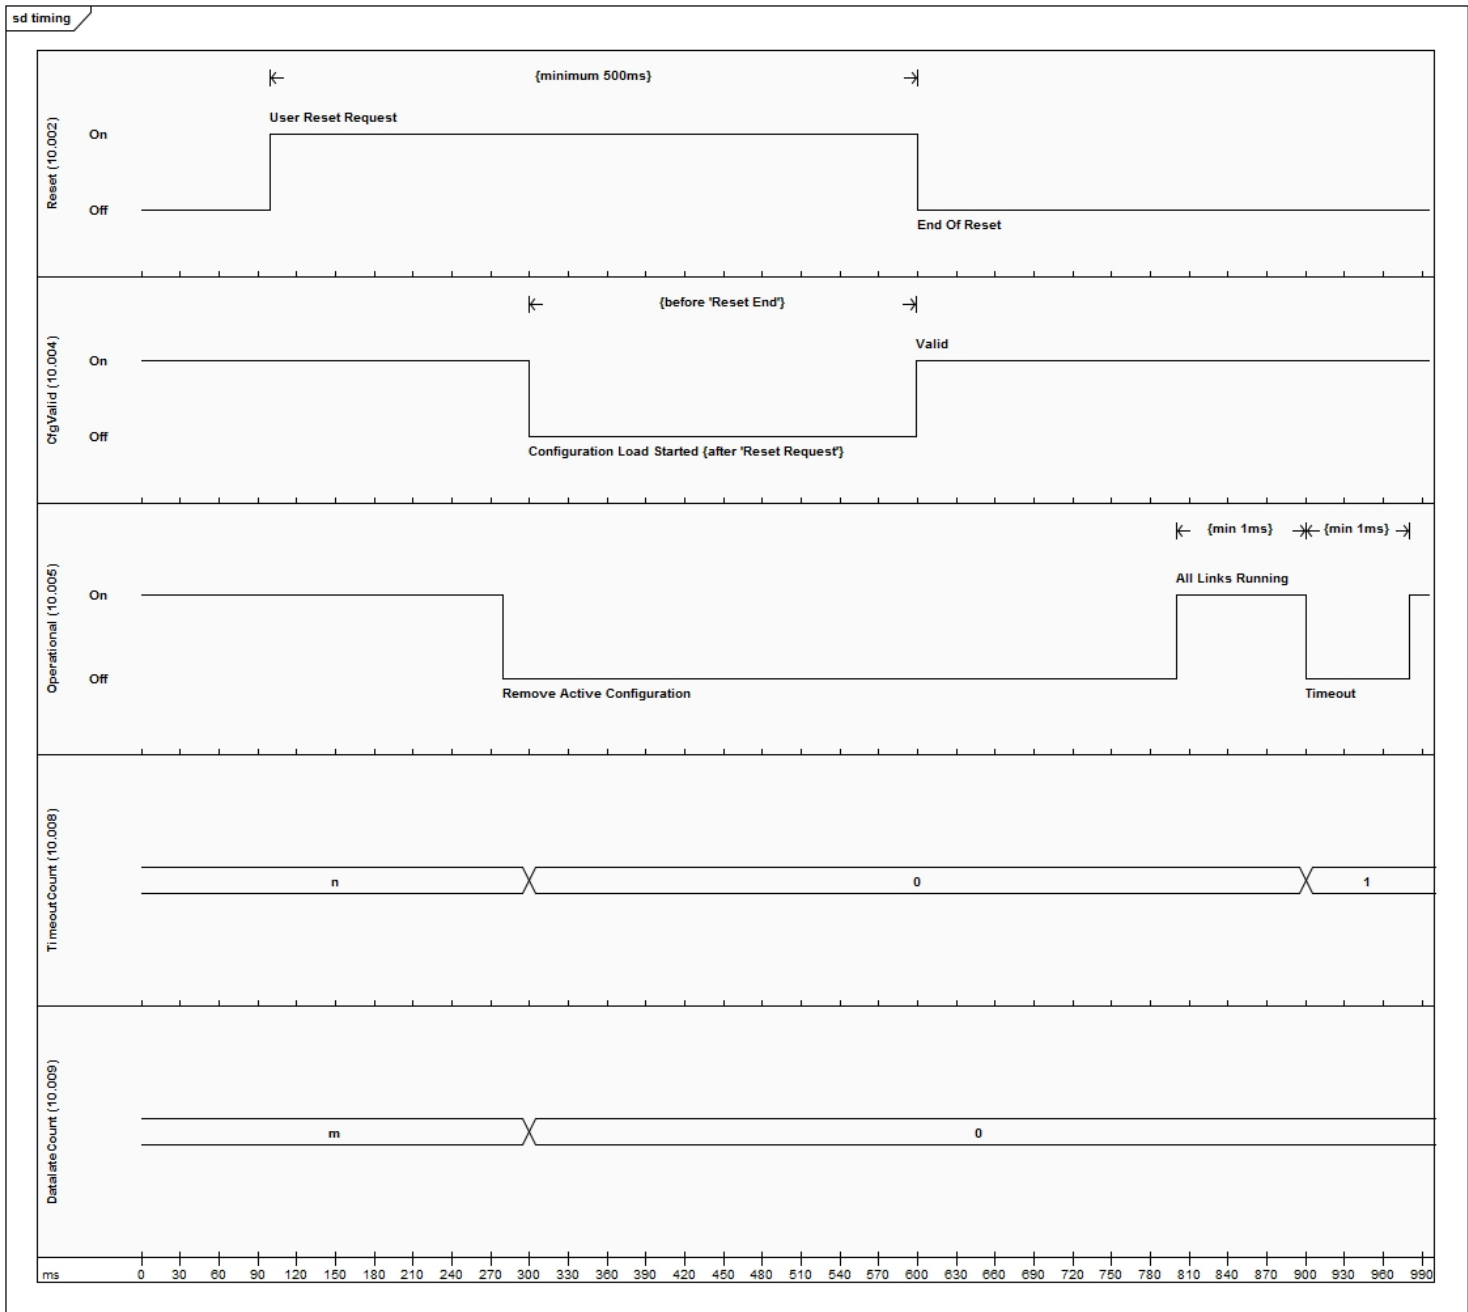 sd timing
{minimum 500ms}
User Reset Request
Reset (10.002)
On
Off
End Of Reset
{before 'Reset End'}
Valid
CfgValid (10.004)
On
Off
Configuration Load Started {after 'Reset Request'}
{min 1ms} {min 1ms}
All Links Running
Operational (10.005)
On
Off
Remove Active Configuration
Timeout
TimeoutCount (10.008)
n 0 1
DatalateCount (10.009)
m 0
ms 0 30 60 90 120 150 180 210 240 270 300 330 360 390 420 450 480 510 540 570 600 630 660 690 720 750 780 810 840 870 900 930 960 990